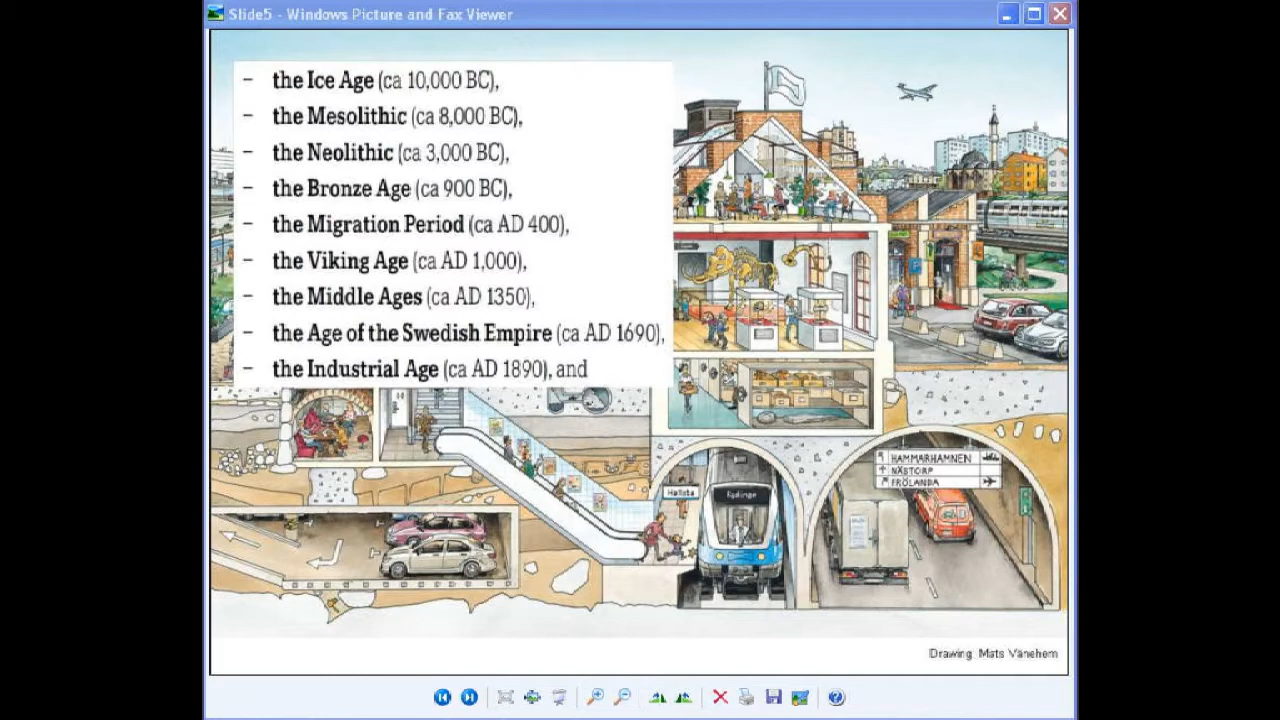 Slide5 - Windows Picture and Fax Viewer
– the Ice Age (ca 10,000 BC),
– the Mesolithic (ca 8,000 BC),
– the Neolithic (ca 3,000 BC),
– the Bronze Age (ca 900 BC),
– the Migration Period (ca AD 400),
– the Viking Age (ca AD 1,000),
– the Middle Ages (ca AD 1350),
– the Age of the Swedish Empire (ca AD 1690),
– the Industrial Age (ca AD 1890), and
HAMMARHAMNEN
NÄSTORP
FRÖLANDA
Hallsta
Drawing: Mats Vänehem